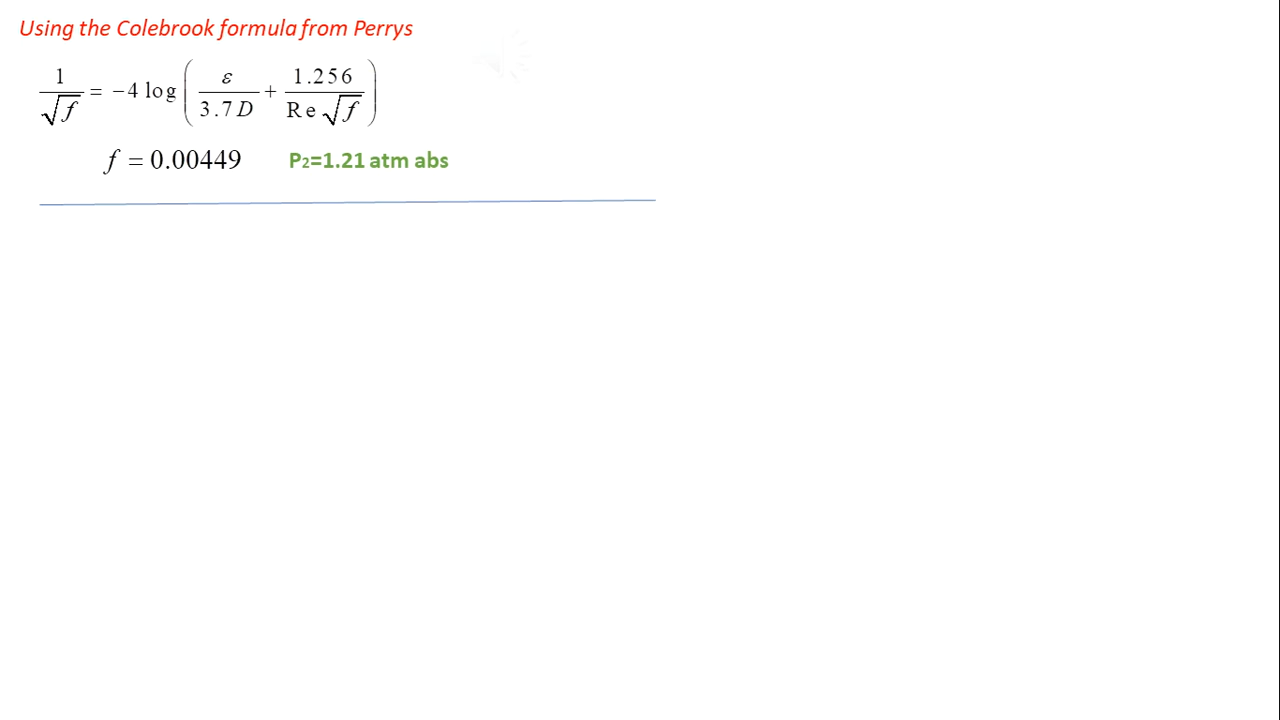 Using the Colebrook formula from Perrys
1/√f = −4 log(ε/3.7D + 1.256/Re√f)
f = 0.00449 P2=1.21 atm abs